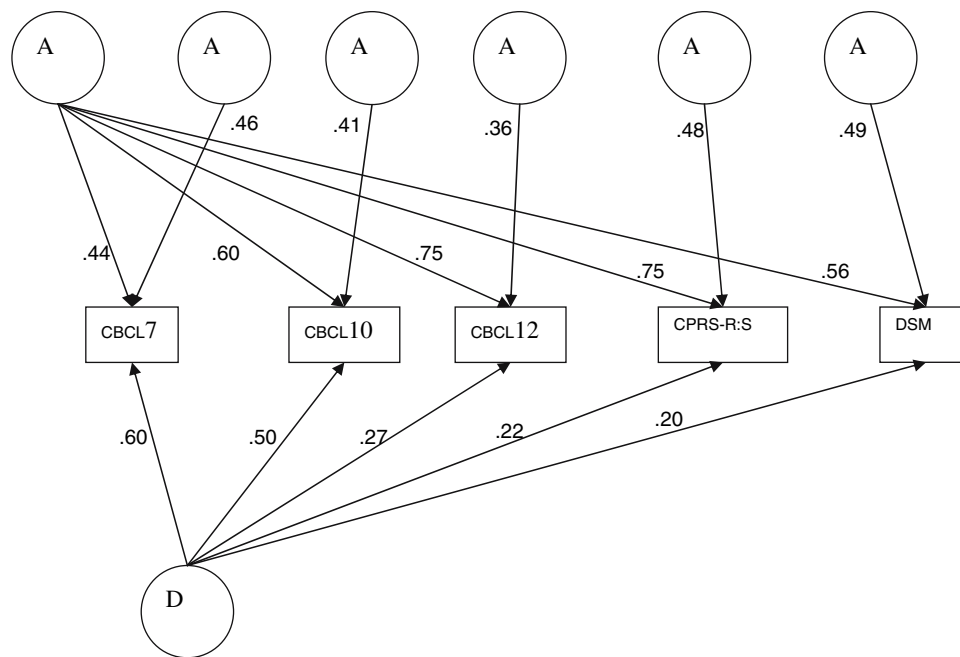 A A A A A A
.46 .41 .36 .48 .49
.44 .60 .75 .75 .56
CBCL7 CBCL10 CBCL12 CPRS-R:S DSM
.60 .50 .27 .22 .20
D